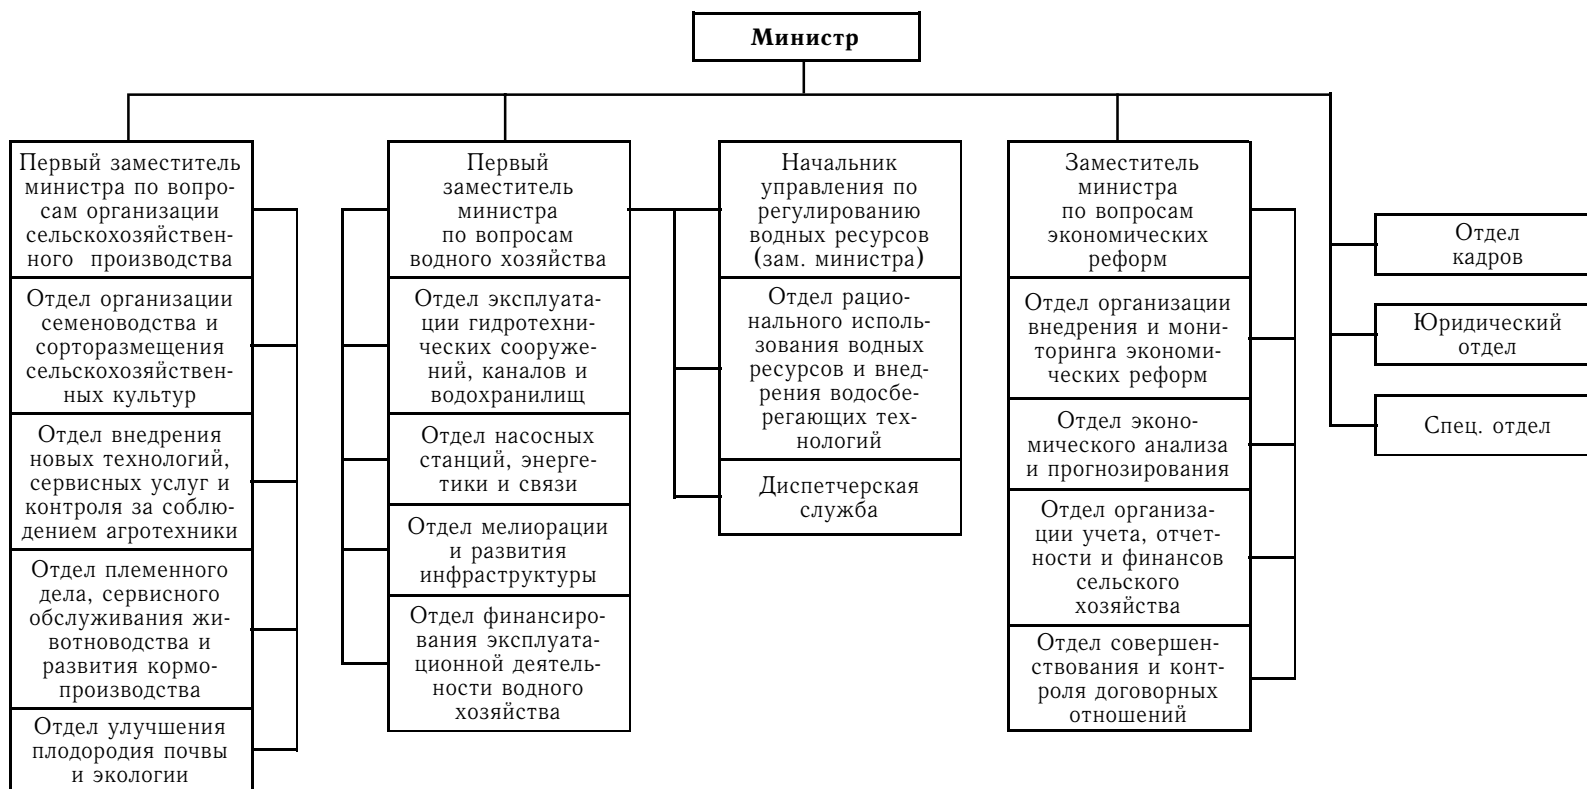 Министр
Первый заместитель
министра по вопро-
сам организации
сельскохозяйствен-
ного производства
Отдел организации
семеноводства и
сорторазмещения
сельскохозяйствен-
ных культур
Отдел внедрения
новых технологий,
сервисных услуг и
контроля за соблю-
дением агротехники
Отдел племенного
дела, сервисного
обслуживания жи-
вотноводства и
развития кормо-
производства
Отдел улучшения
плодородия почвы
и экологии
Первый
заместитель
министра
по вопросам
водного хозяйства
Отдел эксплуата-
ции гидротехни-
ческих сооруже-
ний, каналов и
водохранилищ
Отдел насосных
станций, энерге-
тики и связи
Отдел мелиорации
и развития
инфраструктуры
Отдел финансиро-
вания эксплуата-
ционной деятель-
ности водного
хозяйства
Начальник
управления по
регулированию
водных ресурсов
(зам. министра)
Отдел рацио-
нального исполь-
зования водных
ресурсов и внед-
рения водосбе-
регающих тех-
нологий
Диспетчерская
служба
Заместитель
министра
по вопросам
экономических
реформ
Отдел организации
внедрения и мони-
торинга экономи-
ческих реформ
Отдел эконо-
мического анализа
и прогнозирования
Отдел организа-
ции учета, отчет-
ности и финансов
сельского
хозяйства
Отдел совершен-
ствования и конт-
роля договорных
отношений
Отдел
кадров
Юридический
отдел
Спец. отдел